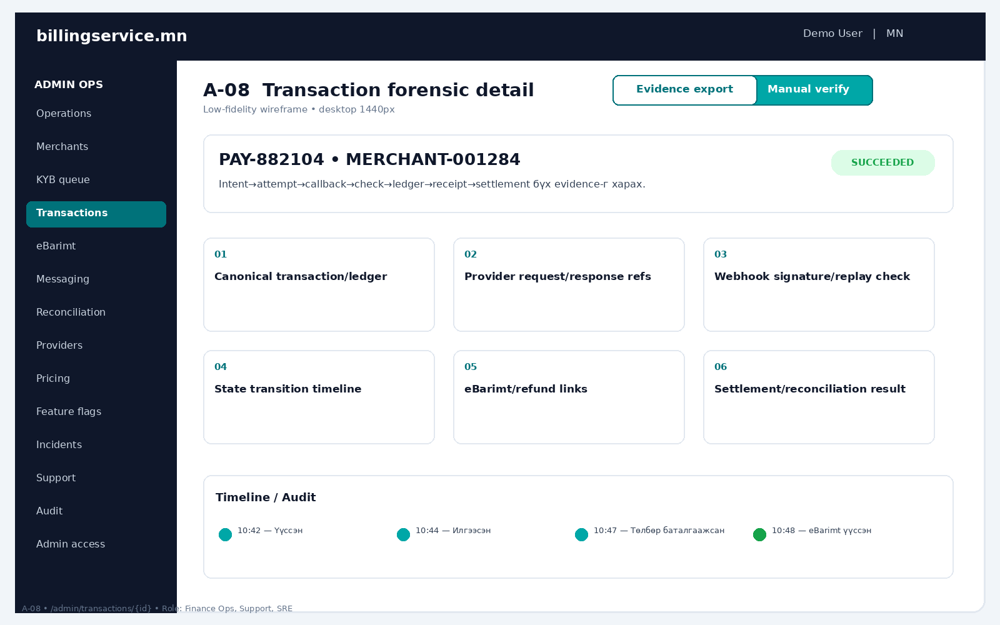 billingservice.mn
Demo User | MN
ADMIN OPS
Operations
Merchants
KYB queue
Transactions
eBarimt
Messaging
Reconciliation
Providers
Pricing
Feature flags
Incidents
Support
Audit
Admin access
A-08 Transaction forensic detail
Low-fidelity wireframe • desktop 1440px
Evidence export
Manual verify
PAY-882104 • MERCHANT-001284
SUCCEEDED
Intent→attempt→callback→check→ledger→receipt→settlement бүх evidence-г харах.
01
Canonical transaction/ledger
02
Provider request/response refs
03
Webhook signature/replay check
04
State transition timeline
05
eBarimt/refund links
06
Settlement/reconciliation result
Timeline / Audit
10:42 — Үүссэн
10:44 — Илгээсэн
10:47 — Төлбөр баталгаажсан
10:48 — eBarimt үүссэн
A-08 • /admin/transactions/{id} • Role: Finance Ops, Support, SRE